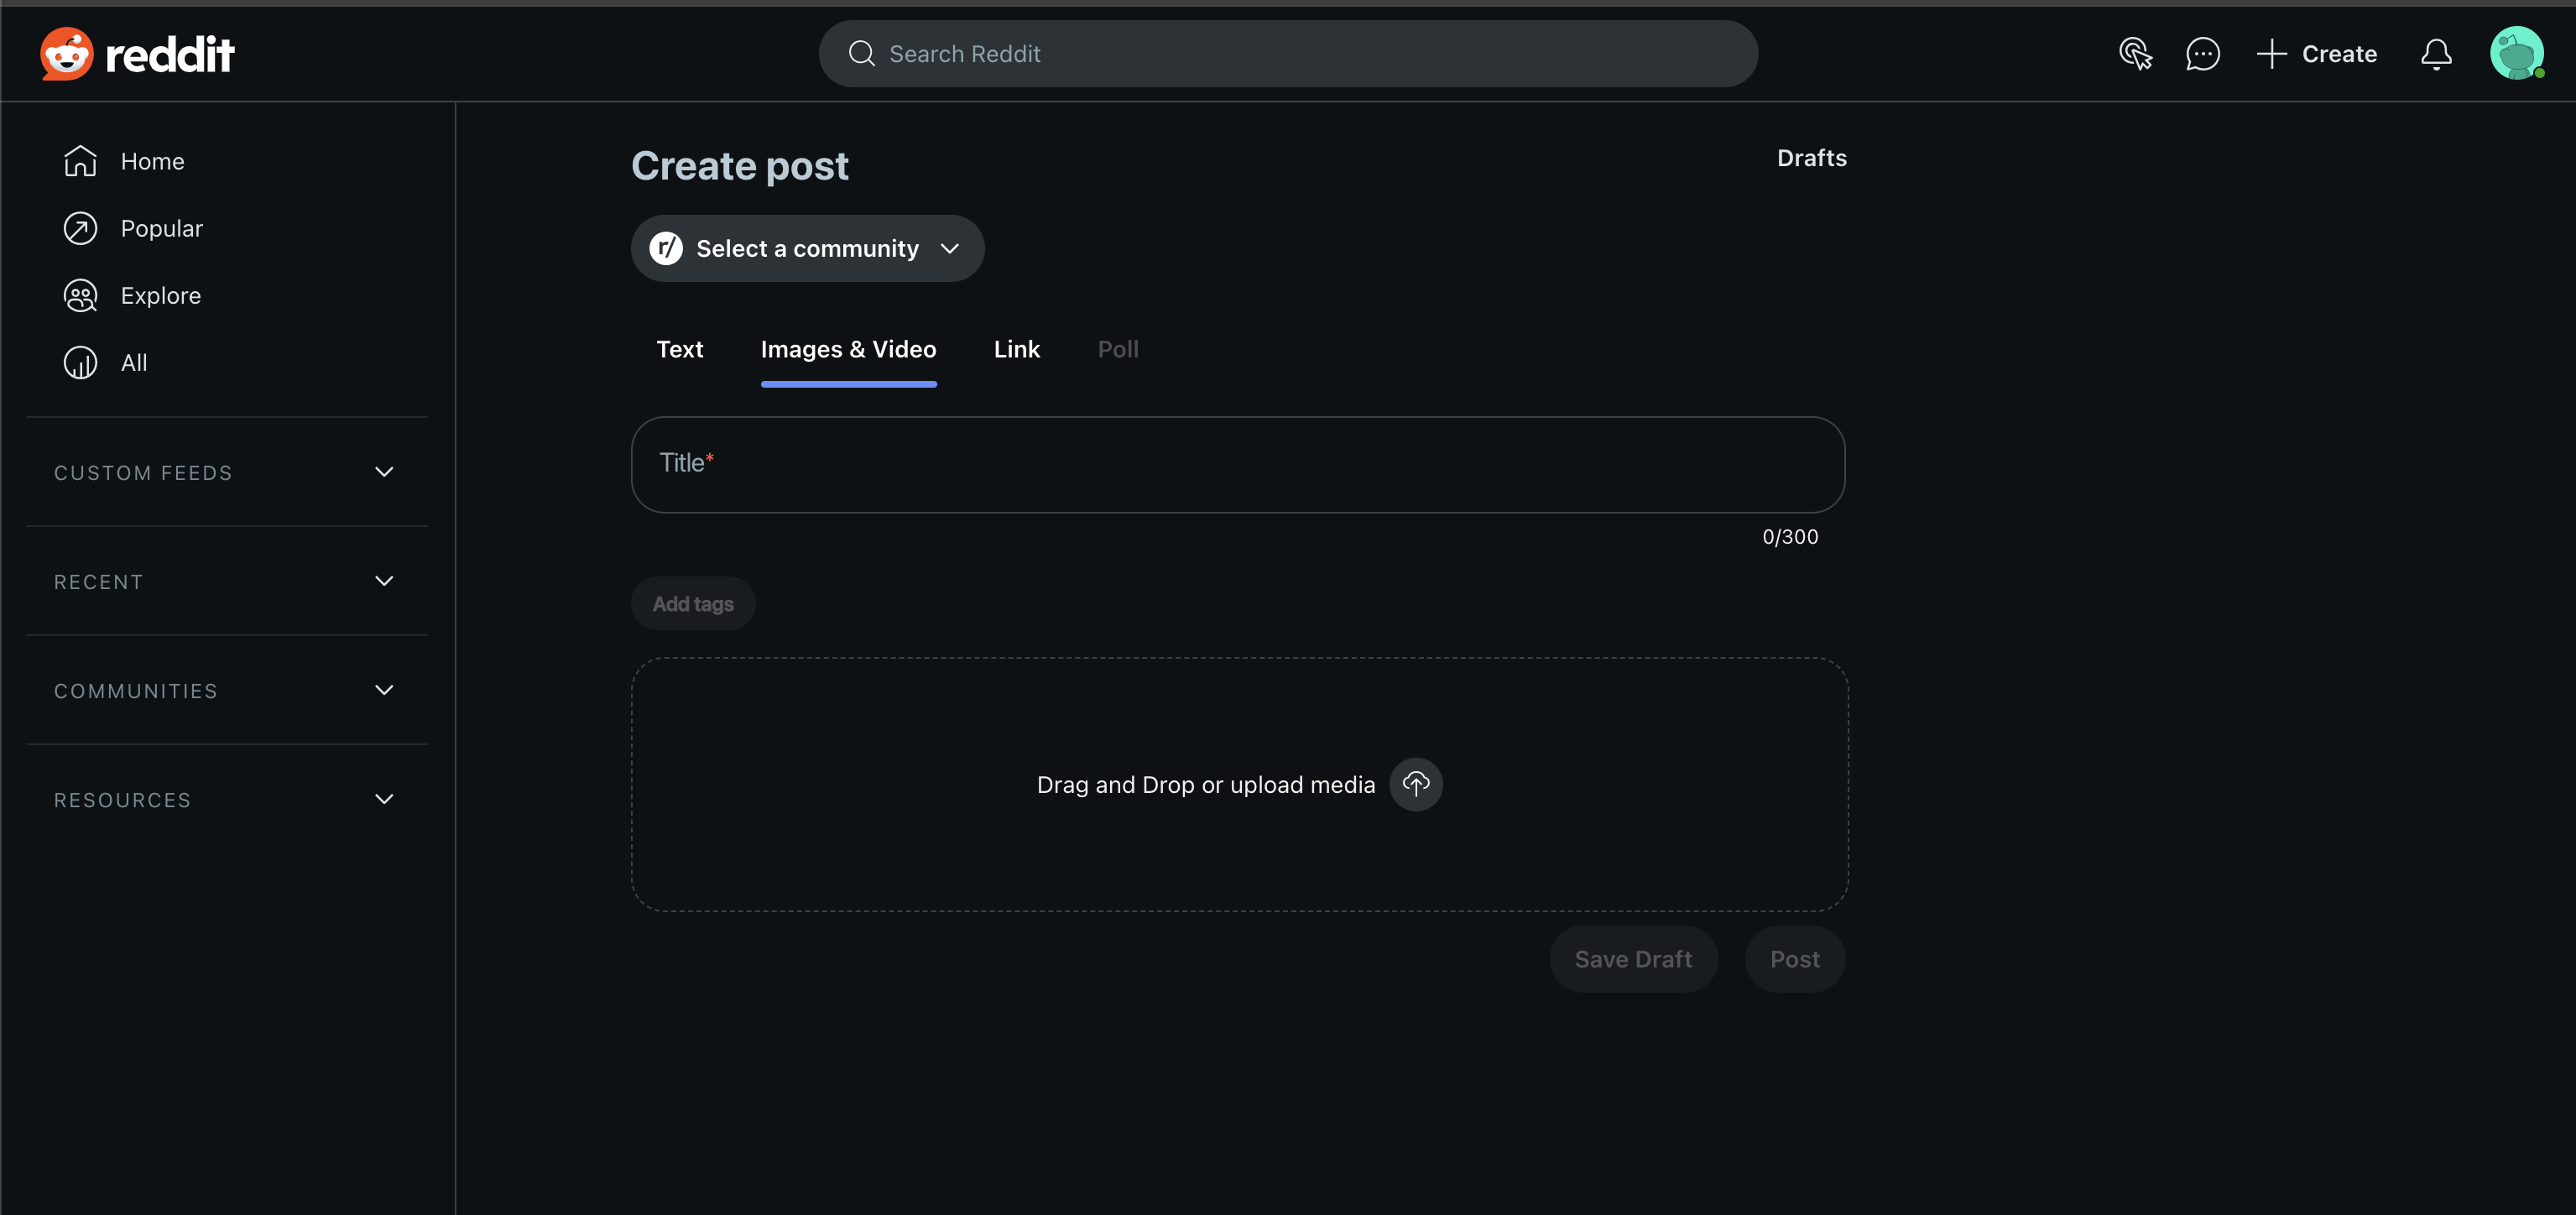 reddit
Search Reddit
Create
Home
Popular
Explore
All
CUSTOM FEEDS
RECENT
COMMUNITIES
RESOURCES
Create post
Drafts
r/ Select a community
Text Images & Video Link Poll
Title*
0/300
Add tags
Drag and Drop or upload media
Save Draft Post